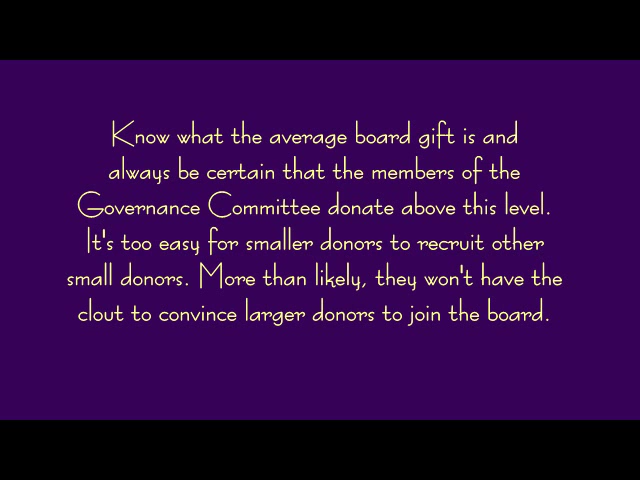 Know what the average board gift is and
always be certain that the members of the
Governance Committee donate above this level.
It's too easy for smaller donors to recruit other
small donors. More than likely, they won't have the
clout to convince larger donors to join the board.